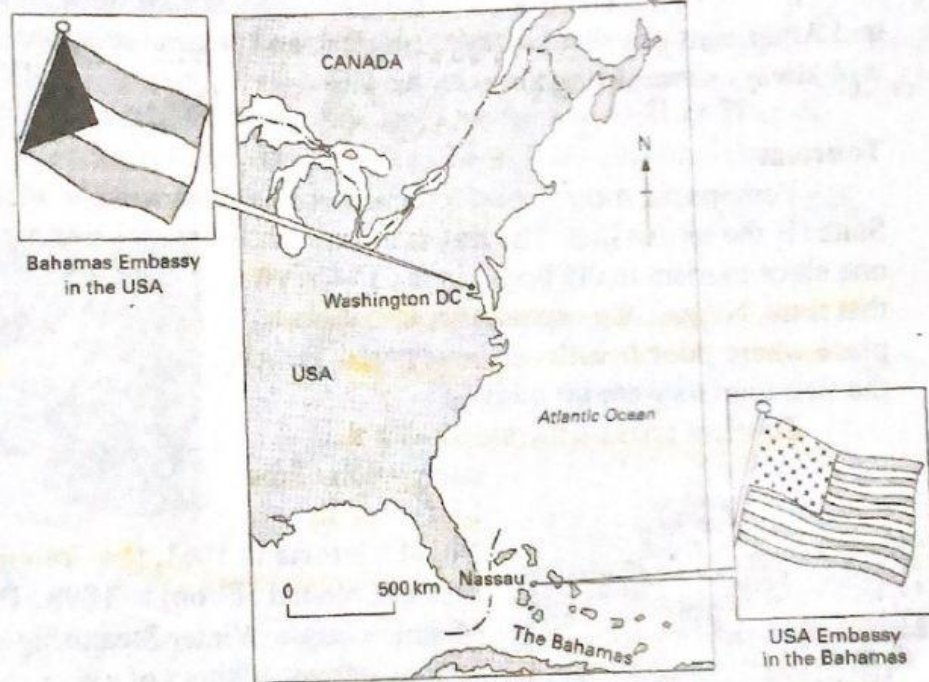 CANADA
N
Bahamas Embassy
in the USA
Washington DC
USA
Atlantic Ocean
Nassau
0 500 km
The Bahamas
USA Embassy
in the Bahamas